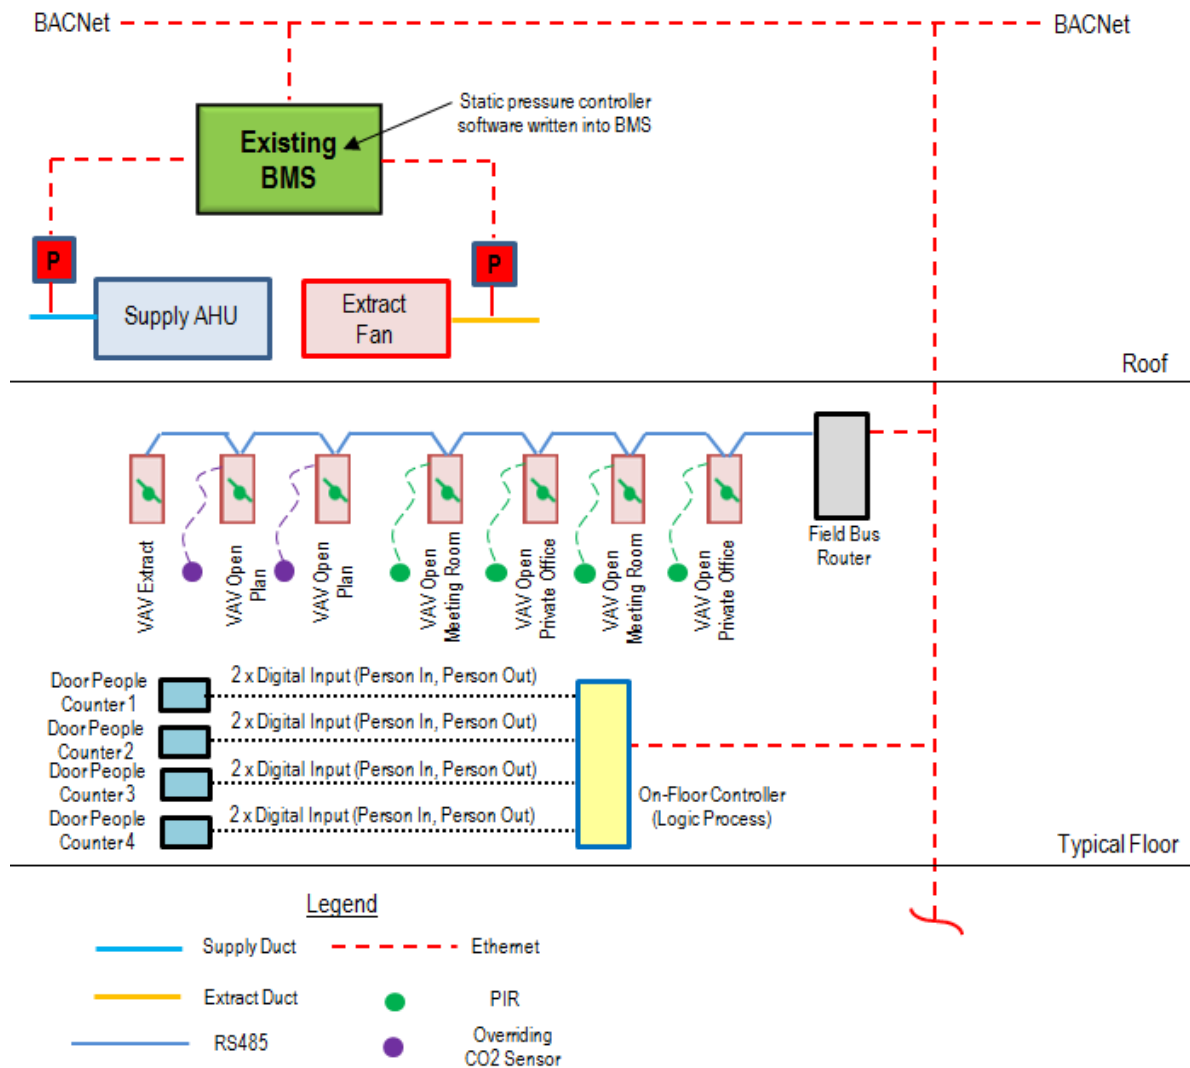 BACNet
BACNet
Static pressure controller
software written into BMS
Existing
BMS
P
P
Supply AHU
Extract
Fan
Roof
Field Bus
Router
VAV Extract
VAV Open
Plan
VAV Open
Plan
VAV Open
Meeting Room
VAV Open
Private Office
VAV Open
Meeting Room
VAV Open
Private Office
Door People
Counter 1
2 x Digital Input (Person In, Person Out)
Door People
Counter 2
2 x Digital Input (Person In, Person Out)
Door People
Counter 3
2 x Digital Input (Person In, Person Out)
Door People
Counter 4
2 x Digital Input (Person In, Person Out)
On-Floor Controller
(Logic Process)
Typical Floor
Legend
Supply Duct
Ethernet
Extract Duct
PIR
RS485
Overriding
CO2 Sensor